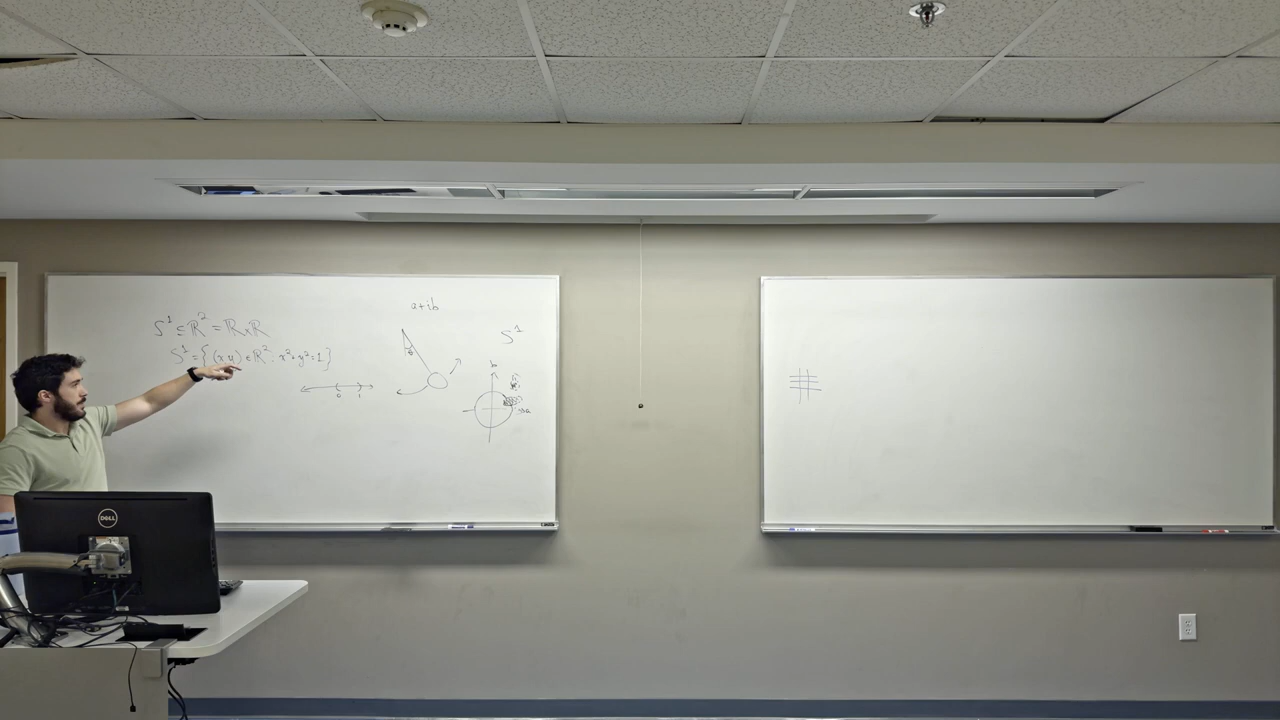 a+ib
S¹ ⊆ ℝ² = ℝ×ℝ
S¹
S¹ = { (x,y) ∈ ℝ² : x²+y²=1 }
θ
0 1
b
a
DELL